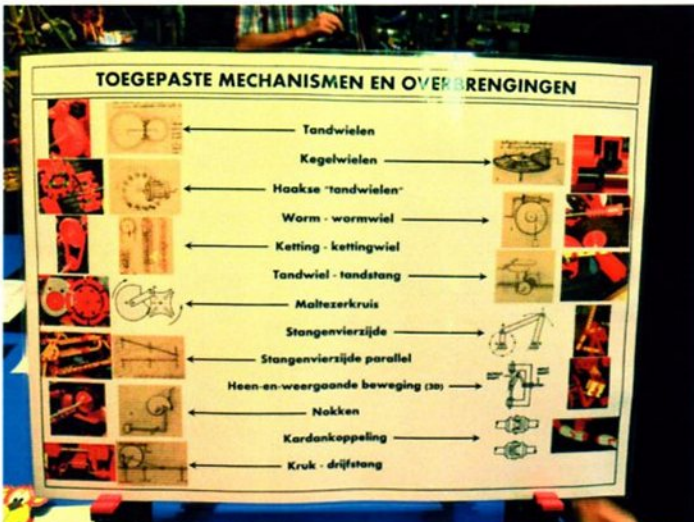 TOEGEPASTE MECHANISMEN EN OVERBRENGINGEN
Tandwielen
Kegelwielen
Haakse "tandwielen"
Worm - wormwiel
Ketting - kettingwiel
Tandwiel - tandstang
Maltezerkruis
Stangenvierzijde
Stangenvierzijde parallel
Heen-en-weergaande beweging (3D)
Nokken
Kardankoppeling
Kruk - drijfstang